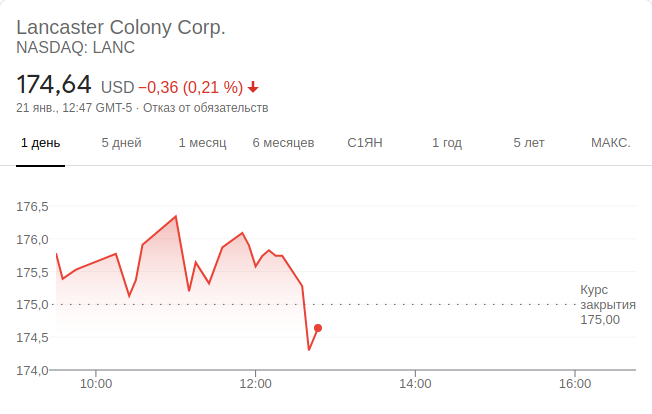 Lancaster Colony Corp.
NASDAQ: LANC
174,64 USD −0,36 (0,21 %)
21 янв., 12:47 GMT-5 · Отказ от обязательств
1 день 5 дней 1 месяц 6 месяцев С1ЯН 1 год 5 лет МАКС.
176,5
176,0
175,5
175,0
174,5
174,0
Курс
закрытия
175,00
10:00 12:00 14:00 16:00